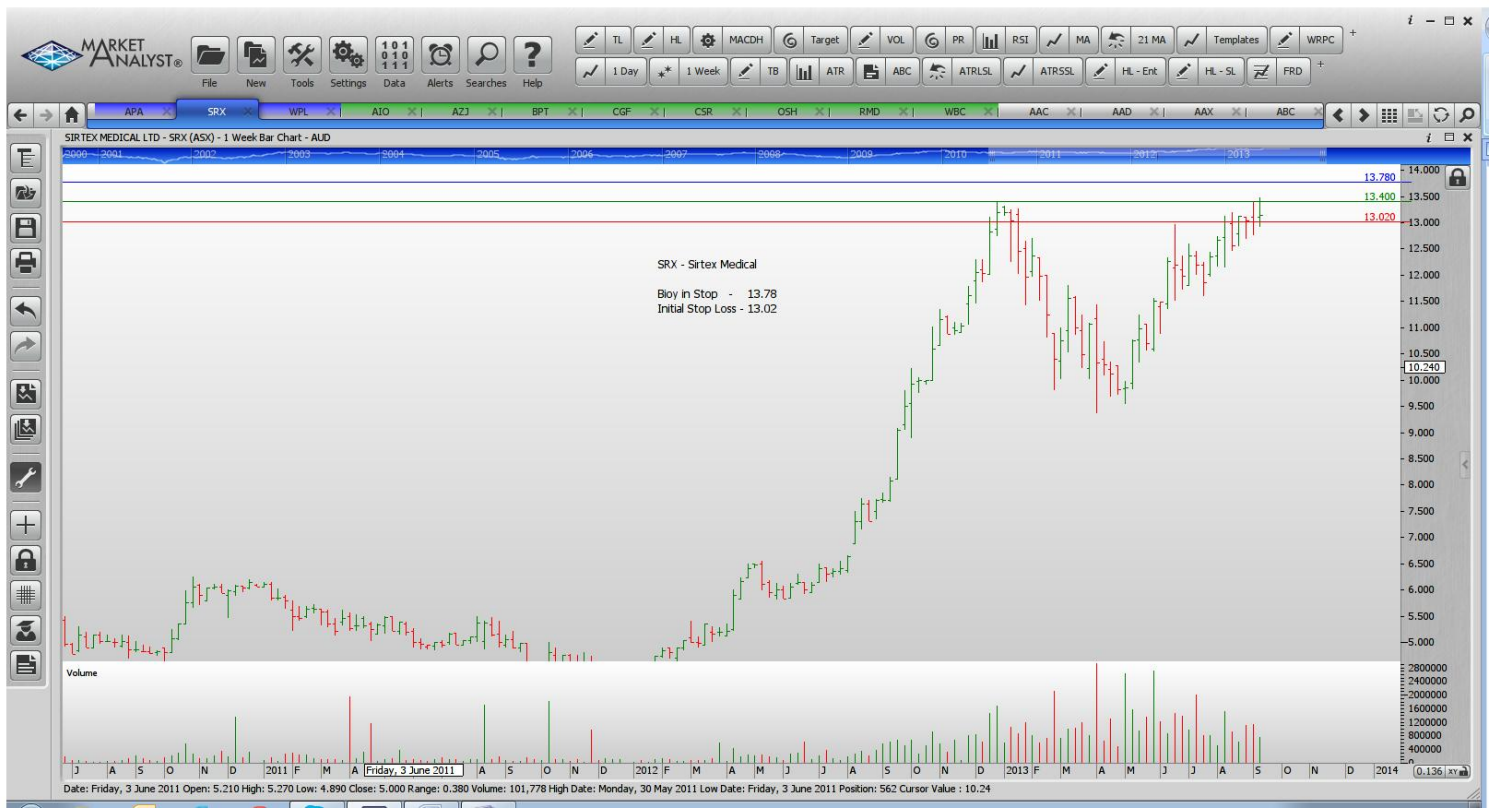 MARKET ANALYST®
File New Tools Settings Data Alerts Searches Help
TL HL MACDH Target VOL PR RSI MA 21 MA Templates WRPC +
1 Day 1 Week TB ATR ABC ATRLSL ATRSSL HL - Ent HL - SL FRD +
APA SRX WPL AIO AZJ BPT CGF CSR OSH RMD WBC AAC AAD AAX ABC
SIRTEX MEDICAL LTD - SRX (ASX) - 1 Week Bar Chart - AUD
2000 2001 2002 2003 2004 2005 2006 2007 2008 2009 2010 2011 2012 2013
14.000
13.780
13.400
13.500
13.020
13.000
SRX - Sirtex Medical
Bioy in Stop - 13.78
Initial Stop Loss - 13.02
12.500
12.000
11.500
11.000
10.500
10.240
10.000
9.500
9.000
8.500
8.000
7.500
7.000
6.500
6.000
5.500
5.000
Volume
2800000
2400000
2000000
1600000
1200000
800000
400000
0
J A S O N D 2011 F M A Friday, 3 June 2011 A S O N D 2012 F M A M J J A S O N D 2013 F M A M J J A S O N D 2014 0.136 XY
Date: Friday, 3 June 2011 Open: 5.210 High: 5.270 Low: 4.890 Close: 5.000 Range: 0.380 Volume: 101,778 High Date: Monday, 30 May 2011 Low Date: Friday, 3 June 2011 Position: 562 Cursor Value : 10.24